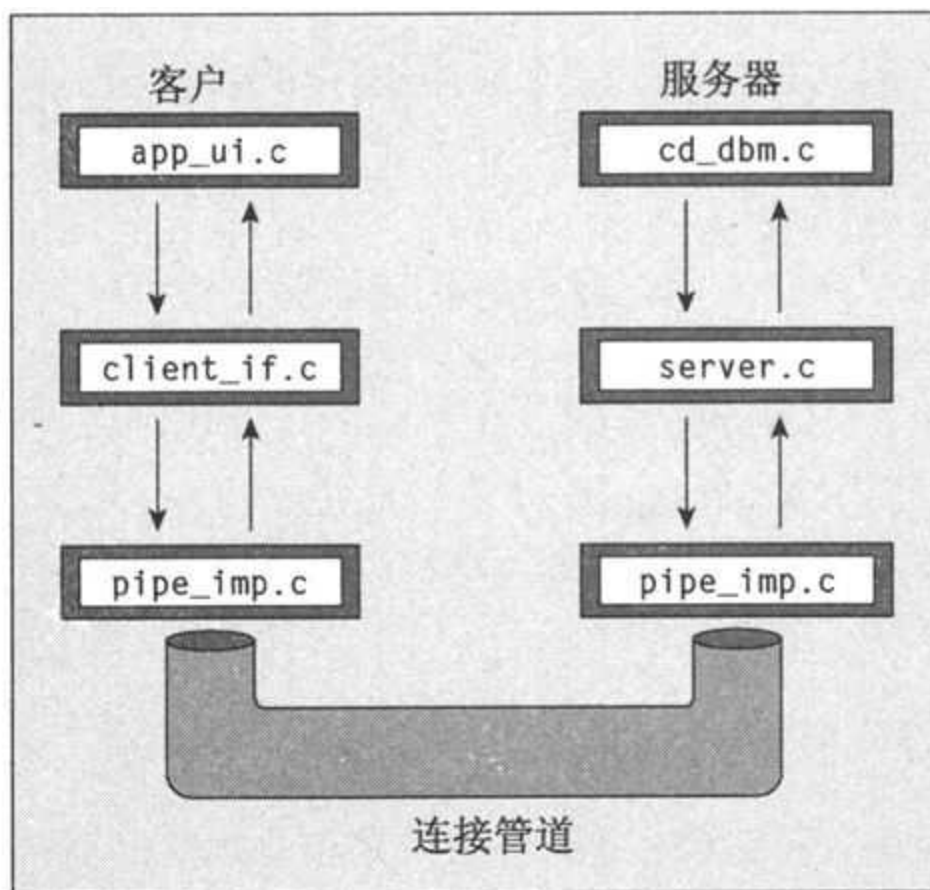 客户
服务器
app_ui.c
cd_dbm.c
client_if.c
server.c
pipe_imp.c
pipe_imp.c
连接管道